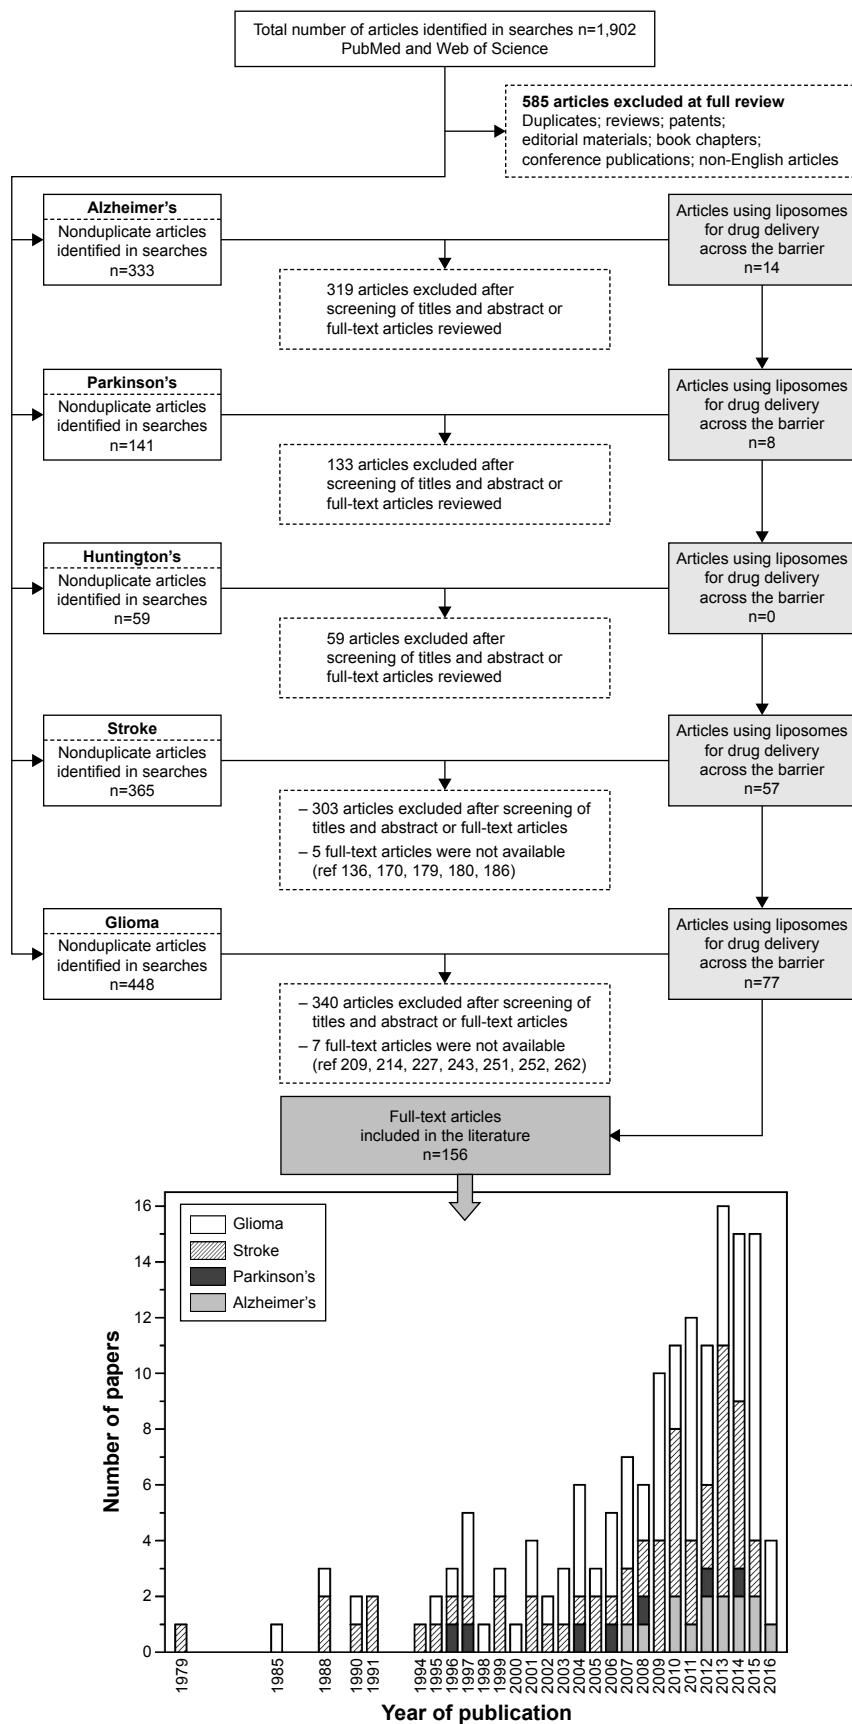 Total number of articles identified in searches n=1,902
PubMed and Web of Science
585 articles excluded at full review
Duplicates; reviews; patents;
editorial materials; book chapters;
conference publications; non-English articles
Alzheimer's
Nonduplicate articles
identified in searches
n=333
Articles using liposomes
for drug delivery
across the barrier
n=14
319 articles excluded after
screening of titles and abstract or
full-text articles reviewed
Parkinson's
Nonduplicate articles
identified in searches
n=141
Articles using liposomes
for drug delivery
across the barrier
n=8
133 articles excluded after
screening of titles and abstract or
full-text articles reviewed
Huntington's
Nonduplicate articles
identified in searches
n=59
Articles using liposomes
for drug delivery
across the barrier
n=0
59 articles excluded after
screening of titles and abstract or
full-text articles reviewed
Stroke
Nonduplicate articles
identified in searches
n=365
Articles using liposomes
for drug delivery
across the barrier
n=57
– 303 articles excluded after screening of
titles and abstract or full-text articles
– 5 full-text articles were not available
(ref 136, 170, 179, 180, 186)
Glioma
Nonduplicate articles
identified in searches
n=448
Articles using liposomes
for drug delivery
across the barrier
n=77
– 340 articles excluded after screening of
titles and abstract or full-text articles
– 7 full-text articles were not available
(ref 209, 214, 227, 243, 251, 252, 262)
Full-text articles
included in the literature
n=156
Number of papers
16
14
12
10
8
6
4
2
0
Glioma
Stroke
Parkinson's
Alzheimer's
1979
1985
1988
1990
1991
1994
1995
1996
1997
1998
1999
2000
2001
2002
2003
2004
2005
2006
2007
2008
2009
2010
2011
2012
2013
2014
2015
2016
Year of publication